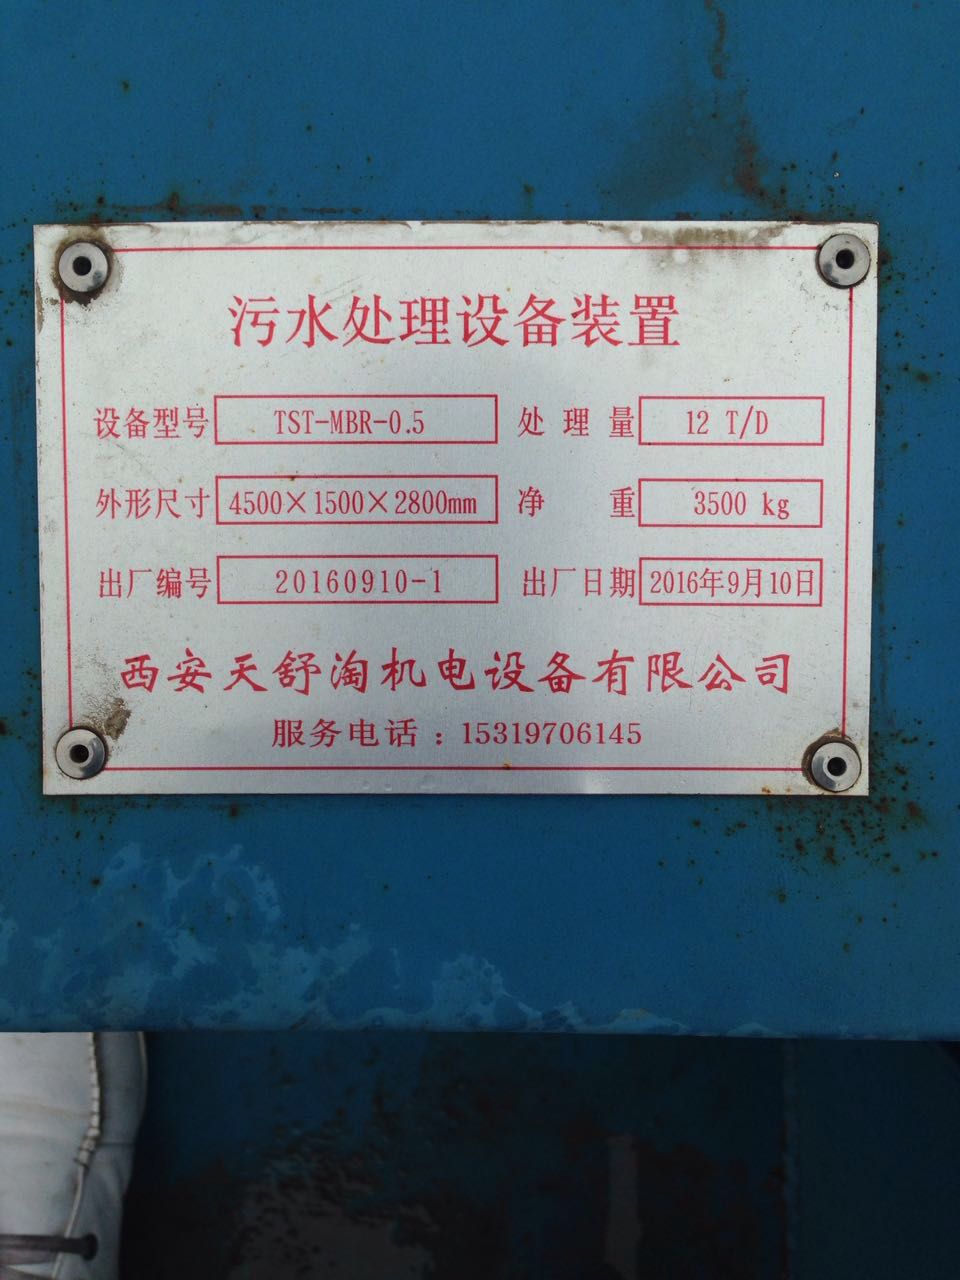 污水处理设备装置
设备型号 TST-MBR-0.5 处理量 12 T/D
外形尺寸 4500×1500×2800mm 净重 3500 kg
出厂编号 20160910-1 出厂日期 2016年9月10日
西安天舒淘机电设备有限公司
服务电话：15319706145